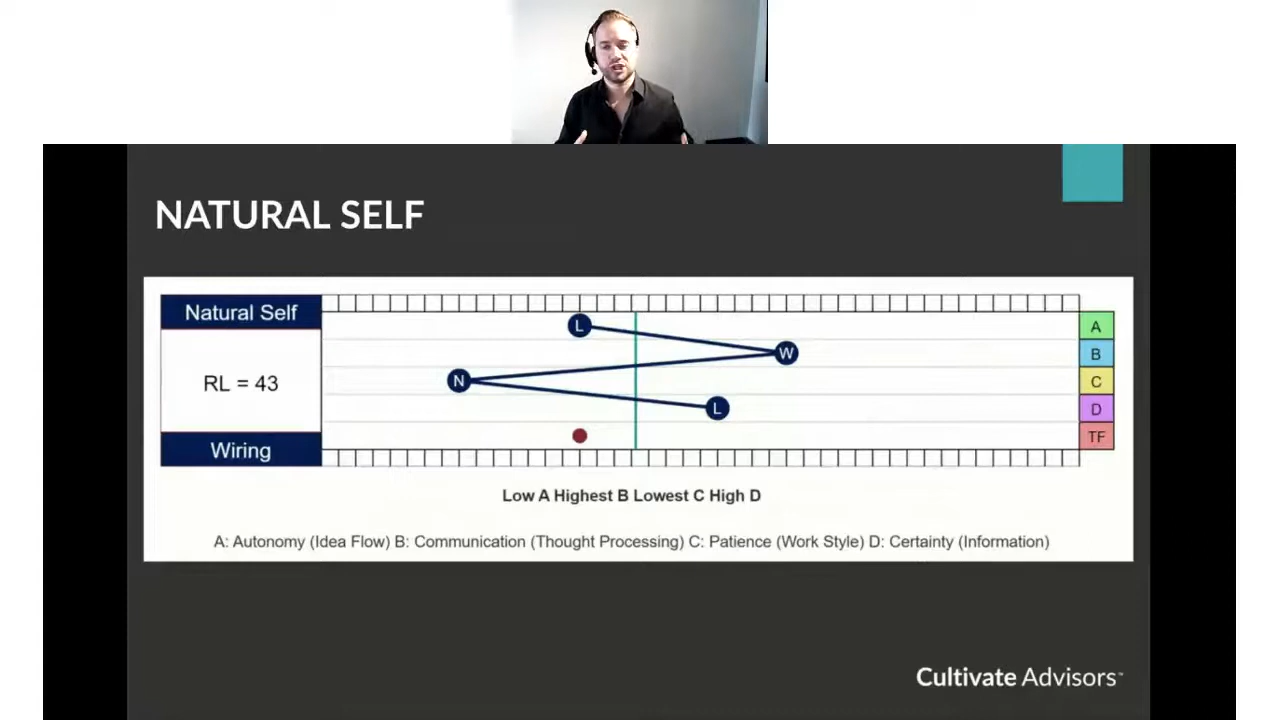 NATURAL SELF
Natural Self
L
A
W
B
RL = 43
N
C
L
D
TF
Wiring
Low A Highest B Lowest C High D
A: Autonomy (Idea Flow) B: Communication (Thought Processing) C: Patience (Work Style) D: Certainty (Information)
Cultivate Advisors™